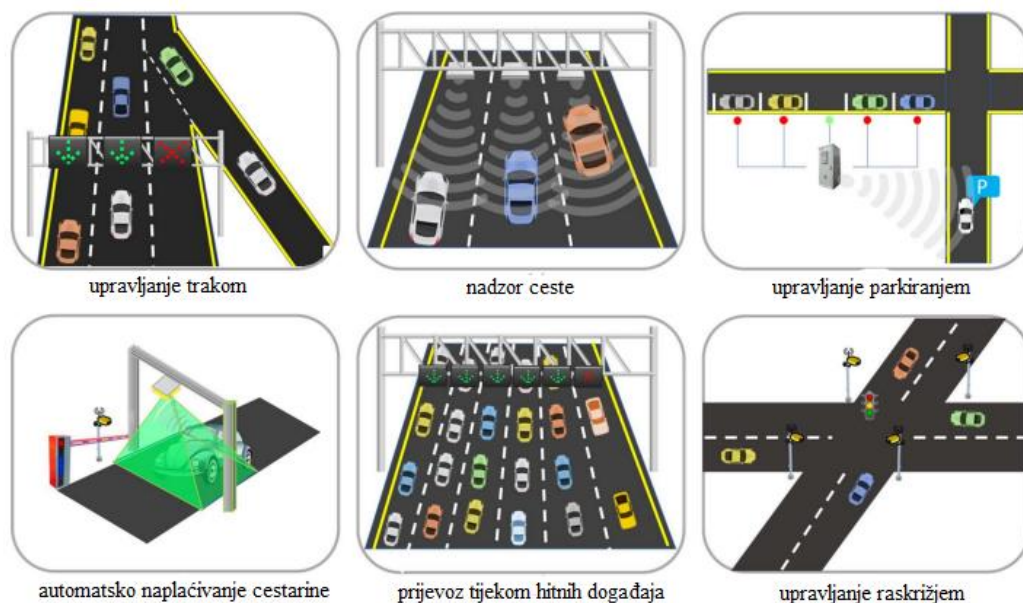 P
upravljanje trakom
nadzor ceste
upravljanje parkiranjem
automatsko naplaćivanje cestarine
prijevoz tijekom hitnih događaja
upravljanje raskrižjem